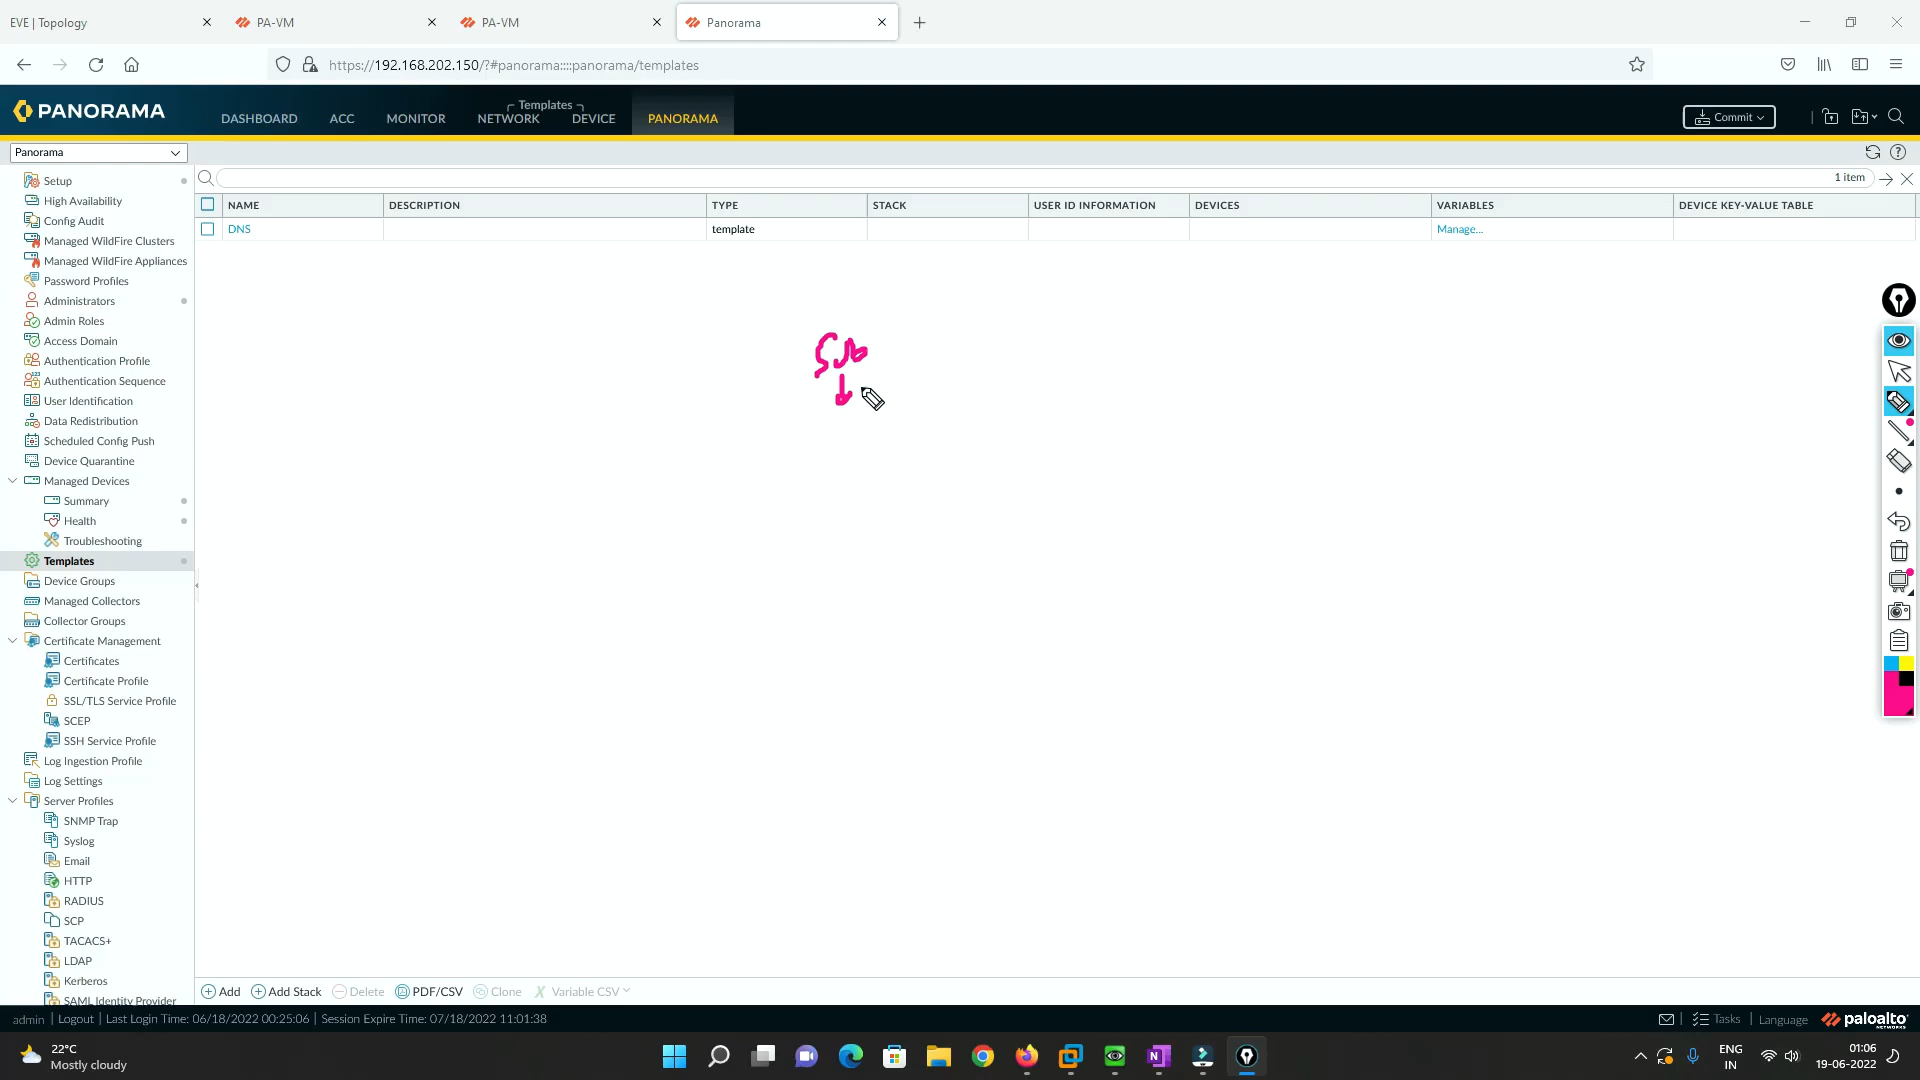 EVE | Topology
PA-VM
PA-VM
Panorama
https://192.168.202.150/?#panorama::::panorama/templates
PANORAMA
DASHBOARD
ACC
MONITOR
Templates
NETWORK
DEVICE
PANORAMA
Commit
Panorama
1 item
NAME DESCRIPTION TYPE STACK USER ID INFORMATION DEVICES VARIABLES DEVICE KEY-VALUE TABLE
DNS template Manage...
Setup
High Availability
Config Audit
Managed WildFire Clusters
Managed WildFire Appliances
Password Profiles
Administrators
Admin Roles
Access Domain
Authentication Profile
Authentication Sequence
User Identification
Data Redistribution
Scheduled Config Push
Device Quarantine
Managed Devices
Summary
Health
Troubleshooting
Templates
Device Groups
Managed Collectors
Collector Groups
Certificate Management
Certificates
Certificate Profile
SSL/TLS Service Profile
SCEP
SSH Service Profile
Log Ingestion Profile
Log Settings
Server Profiles
SNMP Trap
Syslog
Email
HTTP
RADIUS
SCP
TACACS+
LDAP
Kerberos
SAML Identity Provider
Add Add Stack Delete PDF/CSV Clone Variable CSV
admin | Logout | Last Login Time: 06/18/2022 00:25:06 | Session Expire Time: 07/18/2022 11:01:38
Tasks | Language
paloalto
NETWORKS
22°C
Mostly cloudy
ENG
IN
01:06
19-06-2022